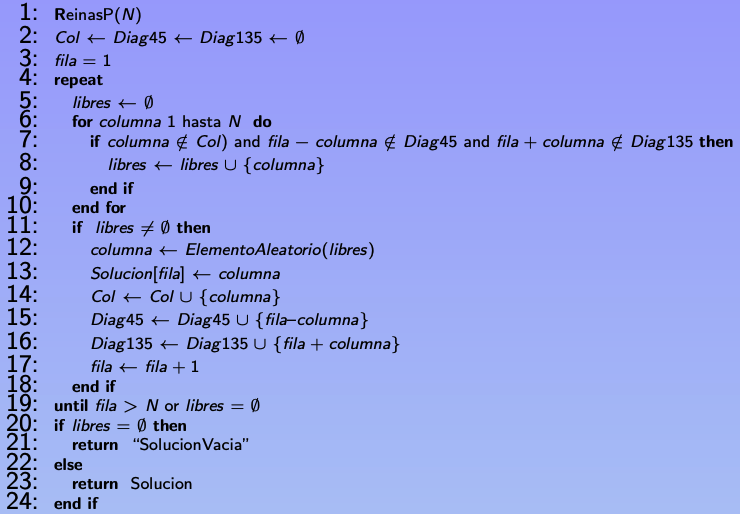 1: ReinasP(N)
2: Col ← Diag45 ← Diag135 ← ∅
3: fila = 1
4: repeat
5: libres ← ∅
6: for columna 1 hasta N do
7: if columna ∉ Col) and fila − columna ∉ Diag45 and fila + columna ∉ Diag135 then
8: libres ← libres ∪ {columna}
9: end if
10: end for
11: if libres ≠ ∅ then
12: columna ← ElementoAleatorio(libres)
13: Solucion[fila] ← columna
14: Col ← Col ∪ {columna}
15: Diag45 ← Diag45 ∪ {fila–columna}
16: Diag135 ← Diag135 ∪ {fila + columna}
17: fila ← fila + 1
18: end if
19: until fila > N or libres = ∅
20: if libres = ∅ then
21: return “SolucionVacia”
22: else
23: return Solucion
24: end if